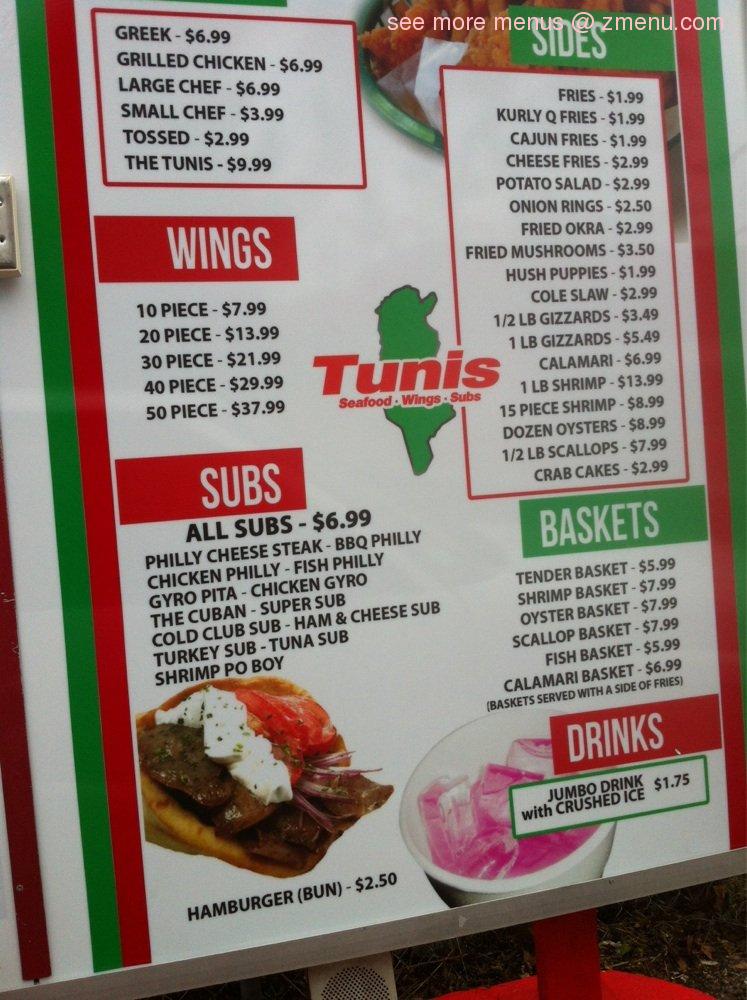 see more menus @ zmenu.com
GREEK - $6.99
GRILLED CHICKEN - $6.99
LARGE CHEF - $6.99
SMALL CHEF - $3.99
TOSSED - $2.99
THE TUNIS - $9.99
WINGS
10 PIECE - $7.99
20 PIECE - $13.99
30 PIECE - $21.99
40 PIECE - $29.99
50 PIECE - $37.99
Tunis
Seafood · Wings · Subs
SUBS
ALL SUBS - $6.99
PHILLY CHEESE STEAK - BBQ PHILLY
CHICKEN PHILLY - FISH PHILLY
GYRO PITA - CHICKEN GYRO
THE CUBAN - SUPER SUB
COLD CLUB SUB - HAM & CHEESE SUB
TURKEY SUB - TUNA SUB
SHRIMP PO BOY
HAMBURGER (BUN) - $2.50
SIDES
FRIES - $1.99
KURLY Q FRIES - $1.99
CAJUN FRIES - $1.99
CHEESE FRIES - $2.99
POTATO SALAD - $2.99
ONION RINGS - $2.50
FRIED OKRA - $2.99
FRIED MUSHROOMS - $3.50
HUSH PUPPIES - $1.99
COLE SLAW - $2.99
1/2 LB GIZZARDS - $3.49
1 LB GIZZARDS - $5.49
CALAMARI - $6.99
1 LB SHRIMP - $13.99
15 PIECE SHRIMP - $8.99
DOZEN OYSTERS - $8.99
1/2 LB SCALLOPS - $7.99
CRAB CAKES - $2.99
BASKETS
TENDER BASKET - $5.99
SHRIMP BASKET - $7.99
OYSTER BASKET - $7.99
SCALLOP BASKET - $7.99
FISH BASKET - $5.99
CALAMARI BASKET - $6.99
(BASKETS SERVED WITH A SIDE OF FRIES)
DRINKS
JUMBO DRINK
with CRUSHED ICE $1.75